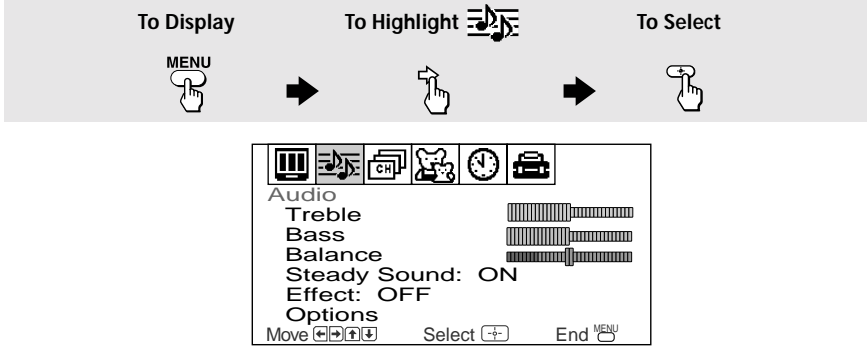 To Display To Highlight To Select
MENU
CH
Audio
Treble
Bass
Balance
Steady Sound: ON
Effect: OFF
Options
Move Select End MENU